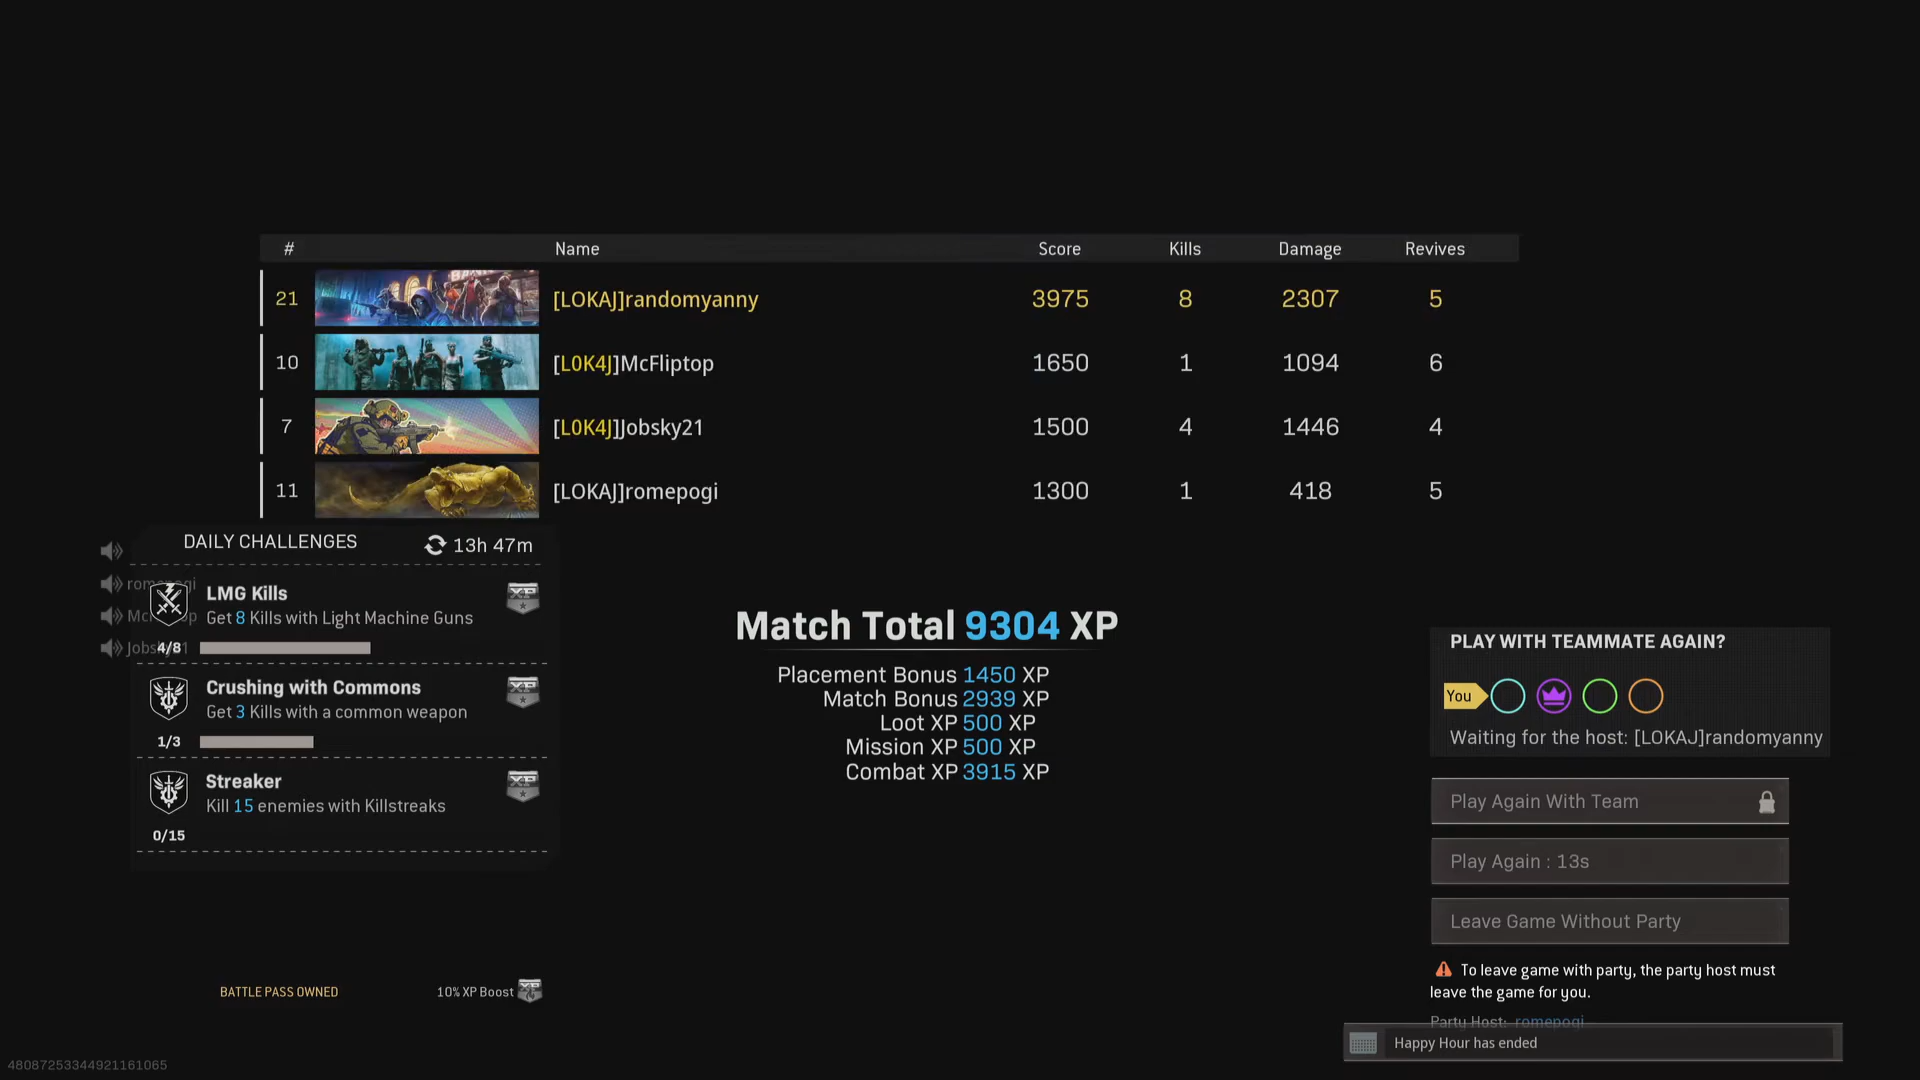 # Name Score Kills Damage Revives
21 [LOKAJ]randomyanny 3975 8 2307 5
10 [L0K4J]McFliptop 1650 1 1094 6
7 [L0K4J]Jobsky21 1500 4 1446 4
11 [LOKAJ]romepogi 1300 1 418 5
DAILY CHALLENGES 13h 47m
LMG Kills
Get 8 Kills with Light Machine Guns
4/8
Crushing with Commons
Get 3 Kills with a common weapon
1/3
Streaker
Kill 15 enemies with Killstreaks
0/15
BATTLE PASS OWNED 10% XP Boost
Match Total 9304 XP
Placement Bonus 1450 XP
Match Bonus 2939 XP
Loot XP 500 XP
Mission XP 500 XP
Combat XP 3915 XP
PLAY WITH TEAMMATE AGAIN?
You
Waiting for the host: [LOKAJ]randomyanny
Play Again With Team
Play Again : 13s
Leave Game Without Party
To leave game with party, the party host must
leave the game for you.
Party Host: romepogi
Happy Hour has ended
48087253344921161065